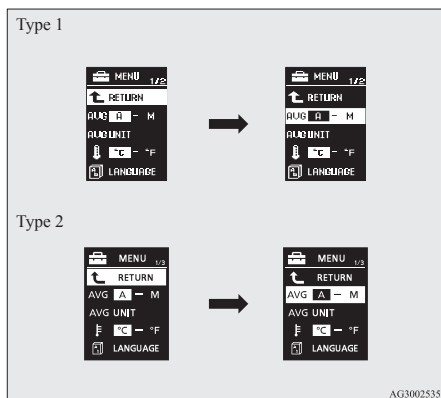 Type 1
MENU 1/2
RETURN
AVG A - M
AVG UNIT
°C - °F
LANGUAGE
MENU 1/2
RETURN
AVG A - M
AVG UNIT
°C - °F
LANGUAGE
Type 2
MENU 1/3
RETURN
AVG A - M
AVG UNIT
°C - °F
LANGUAGE
MENU 1/3
RETURN
AVG A - M
AVG UNIT
°C - °F
LANGUAGE
AG3002535